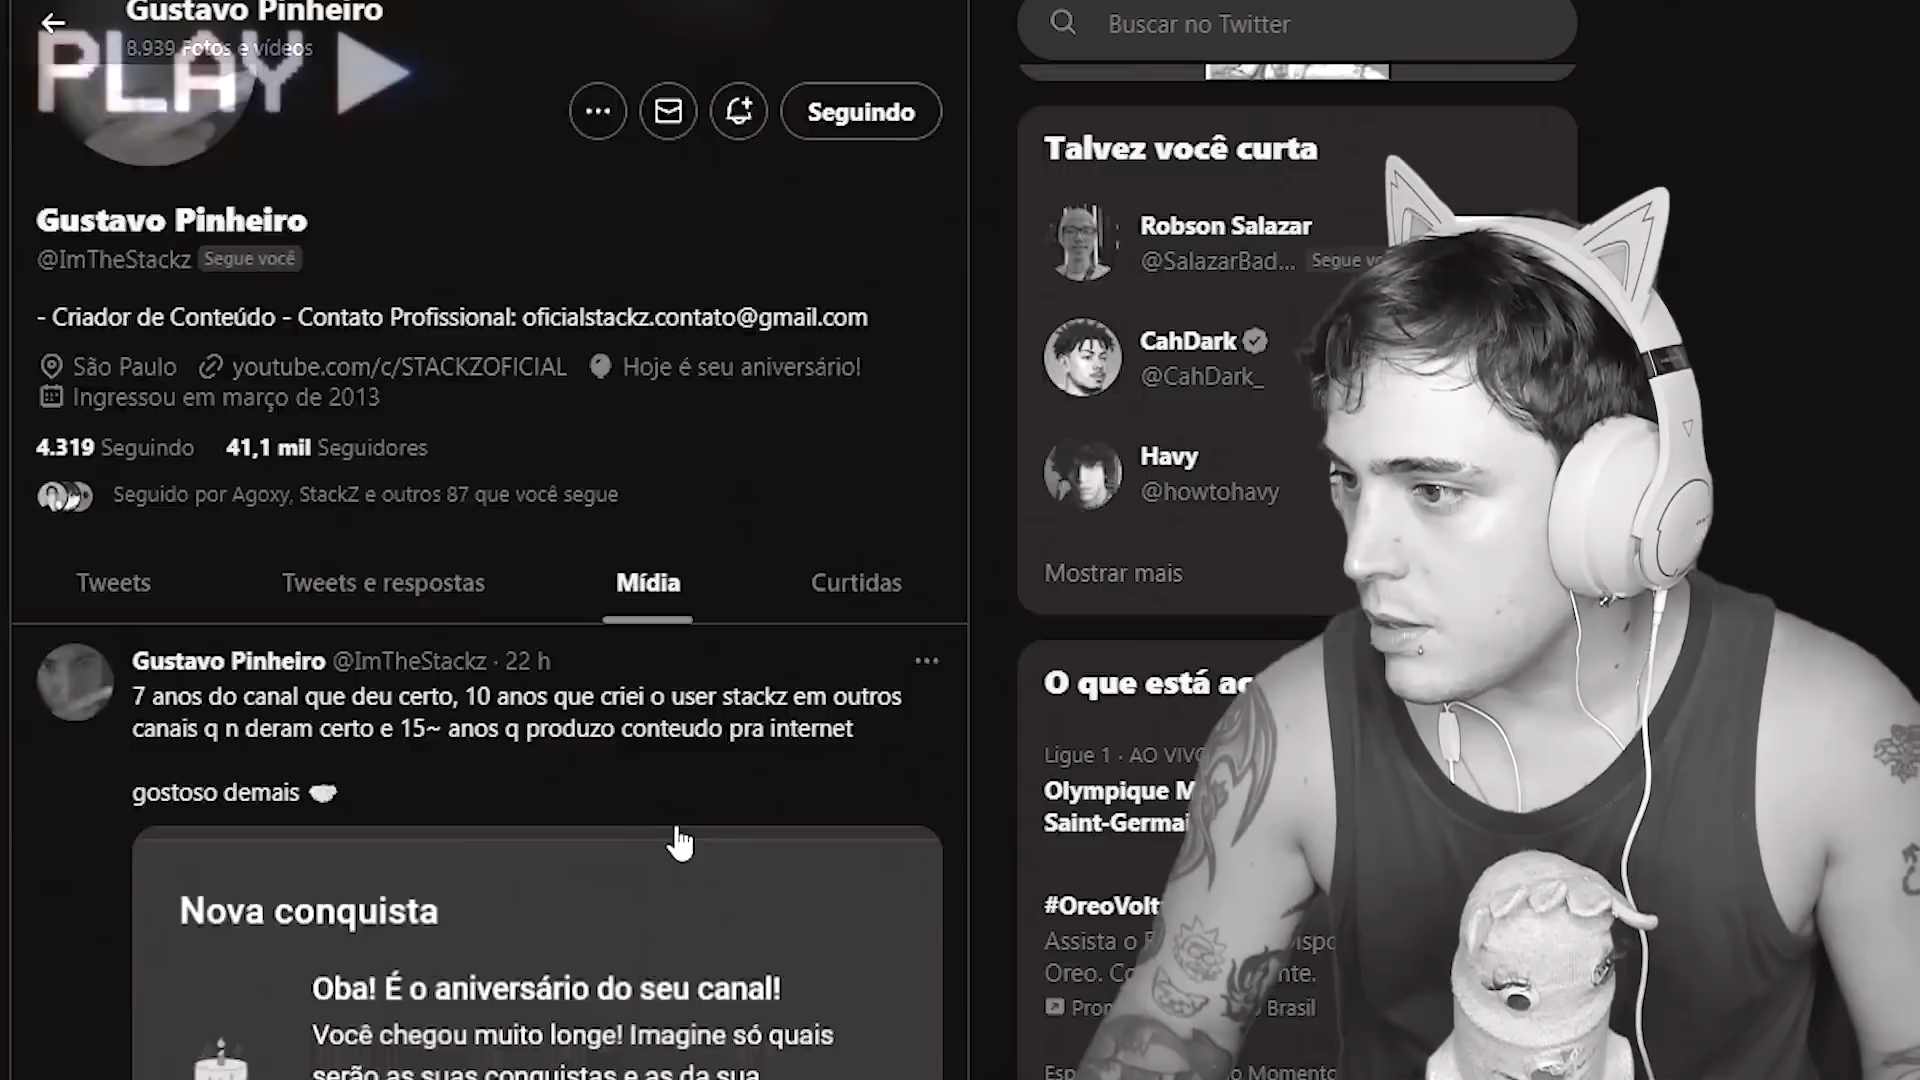 Gustavo Pinheiro
8.939 Fotos e vídeos
PLAY
Seguindo
Gustavo Pinheiro
@ImTheStackz Segue você
- Criador de Conteúdo - Contato Profissional: oficialstackz.contato@gmail.com
São Paulo youtube.com/c/STACKZOFICIAL Hoje é seu aniversário!
Ingressou em março de 2013
4.319 Seguindo 41,1 mil Seguidores
Seguido por Agoxy, StackZ e outros 87 que você segue
Tweets Tweets e respostas Mídia Curtidas
Gustavo Pinheiro @ImTheStackz · 22 h
7 anos do canal que deu certo, 10 anos que criei o user stackz em outros
canais q n deram certo e 15~ anos q produzo conteudo pra internet
gostoso demais
Nova conquista
Oba! É o aniversário do seu canal!
Você chegou muito longe! Imagine só quais
serão as suas conquistas e as da sua
Buscar no Twitter
Talvez você curta
Robson Salazar
@SalazarBad... Segue
CahDark
@CahDark_
Havy
@howtohavy
Mostrar mais
O que está
Ligue 1 · AO VIVO
Olympique
Saint-Germai
#OreoVolt
Assista o
Oreo.
Brasil
Momento